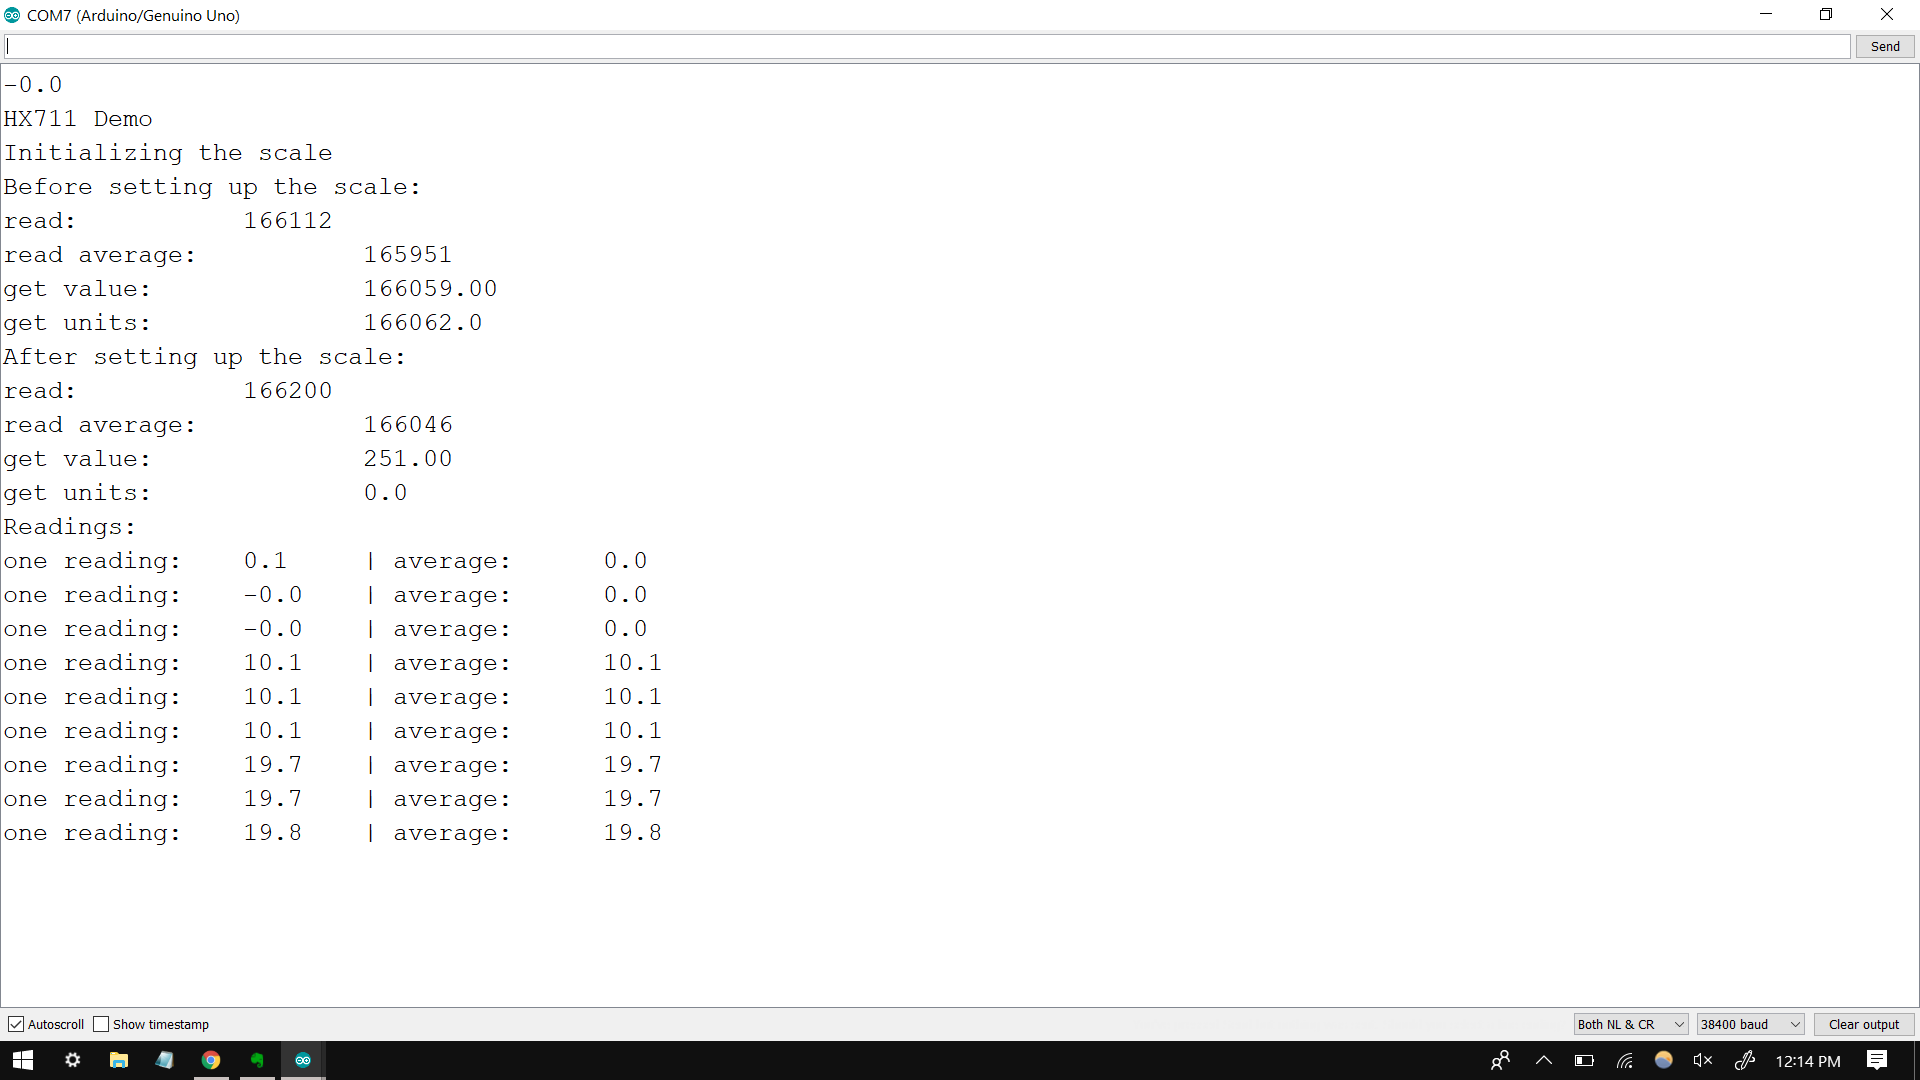 COM7 (Arduino/Genuino Uno)
Send
-0.0
HX711 Demo
Initializing the scale
Before setting up the scale:
read: 166112
read average: 165951
get value: 166059.00
get units: 166062.0
After setting up the scale:
read: 166200
read average: 166046
get value: 251.00
get units: 0.0
Readings:
one reading: 0.1 | average: 0.0
one reading: -0.0 | average: 0.0
one reading: -0.0 | average: 0.0
one reading: 10.1 | average: 10.1
one reading: 10.1 | average: 10.1
one reading: 10.1 | average: 10.1
one reading: 19.7 | average: 19.7
one reading: 19.7 | average: 19.7
one reading: 19.8 | average: 19.8
Autoscroll Show timestamp Both NL & CR 38400 baud Clear output
12:14 PM